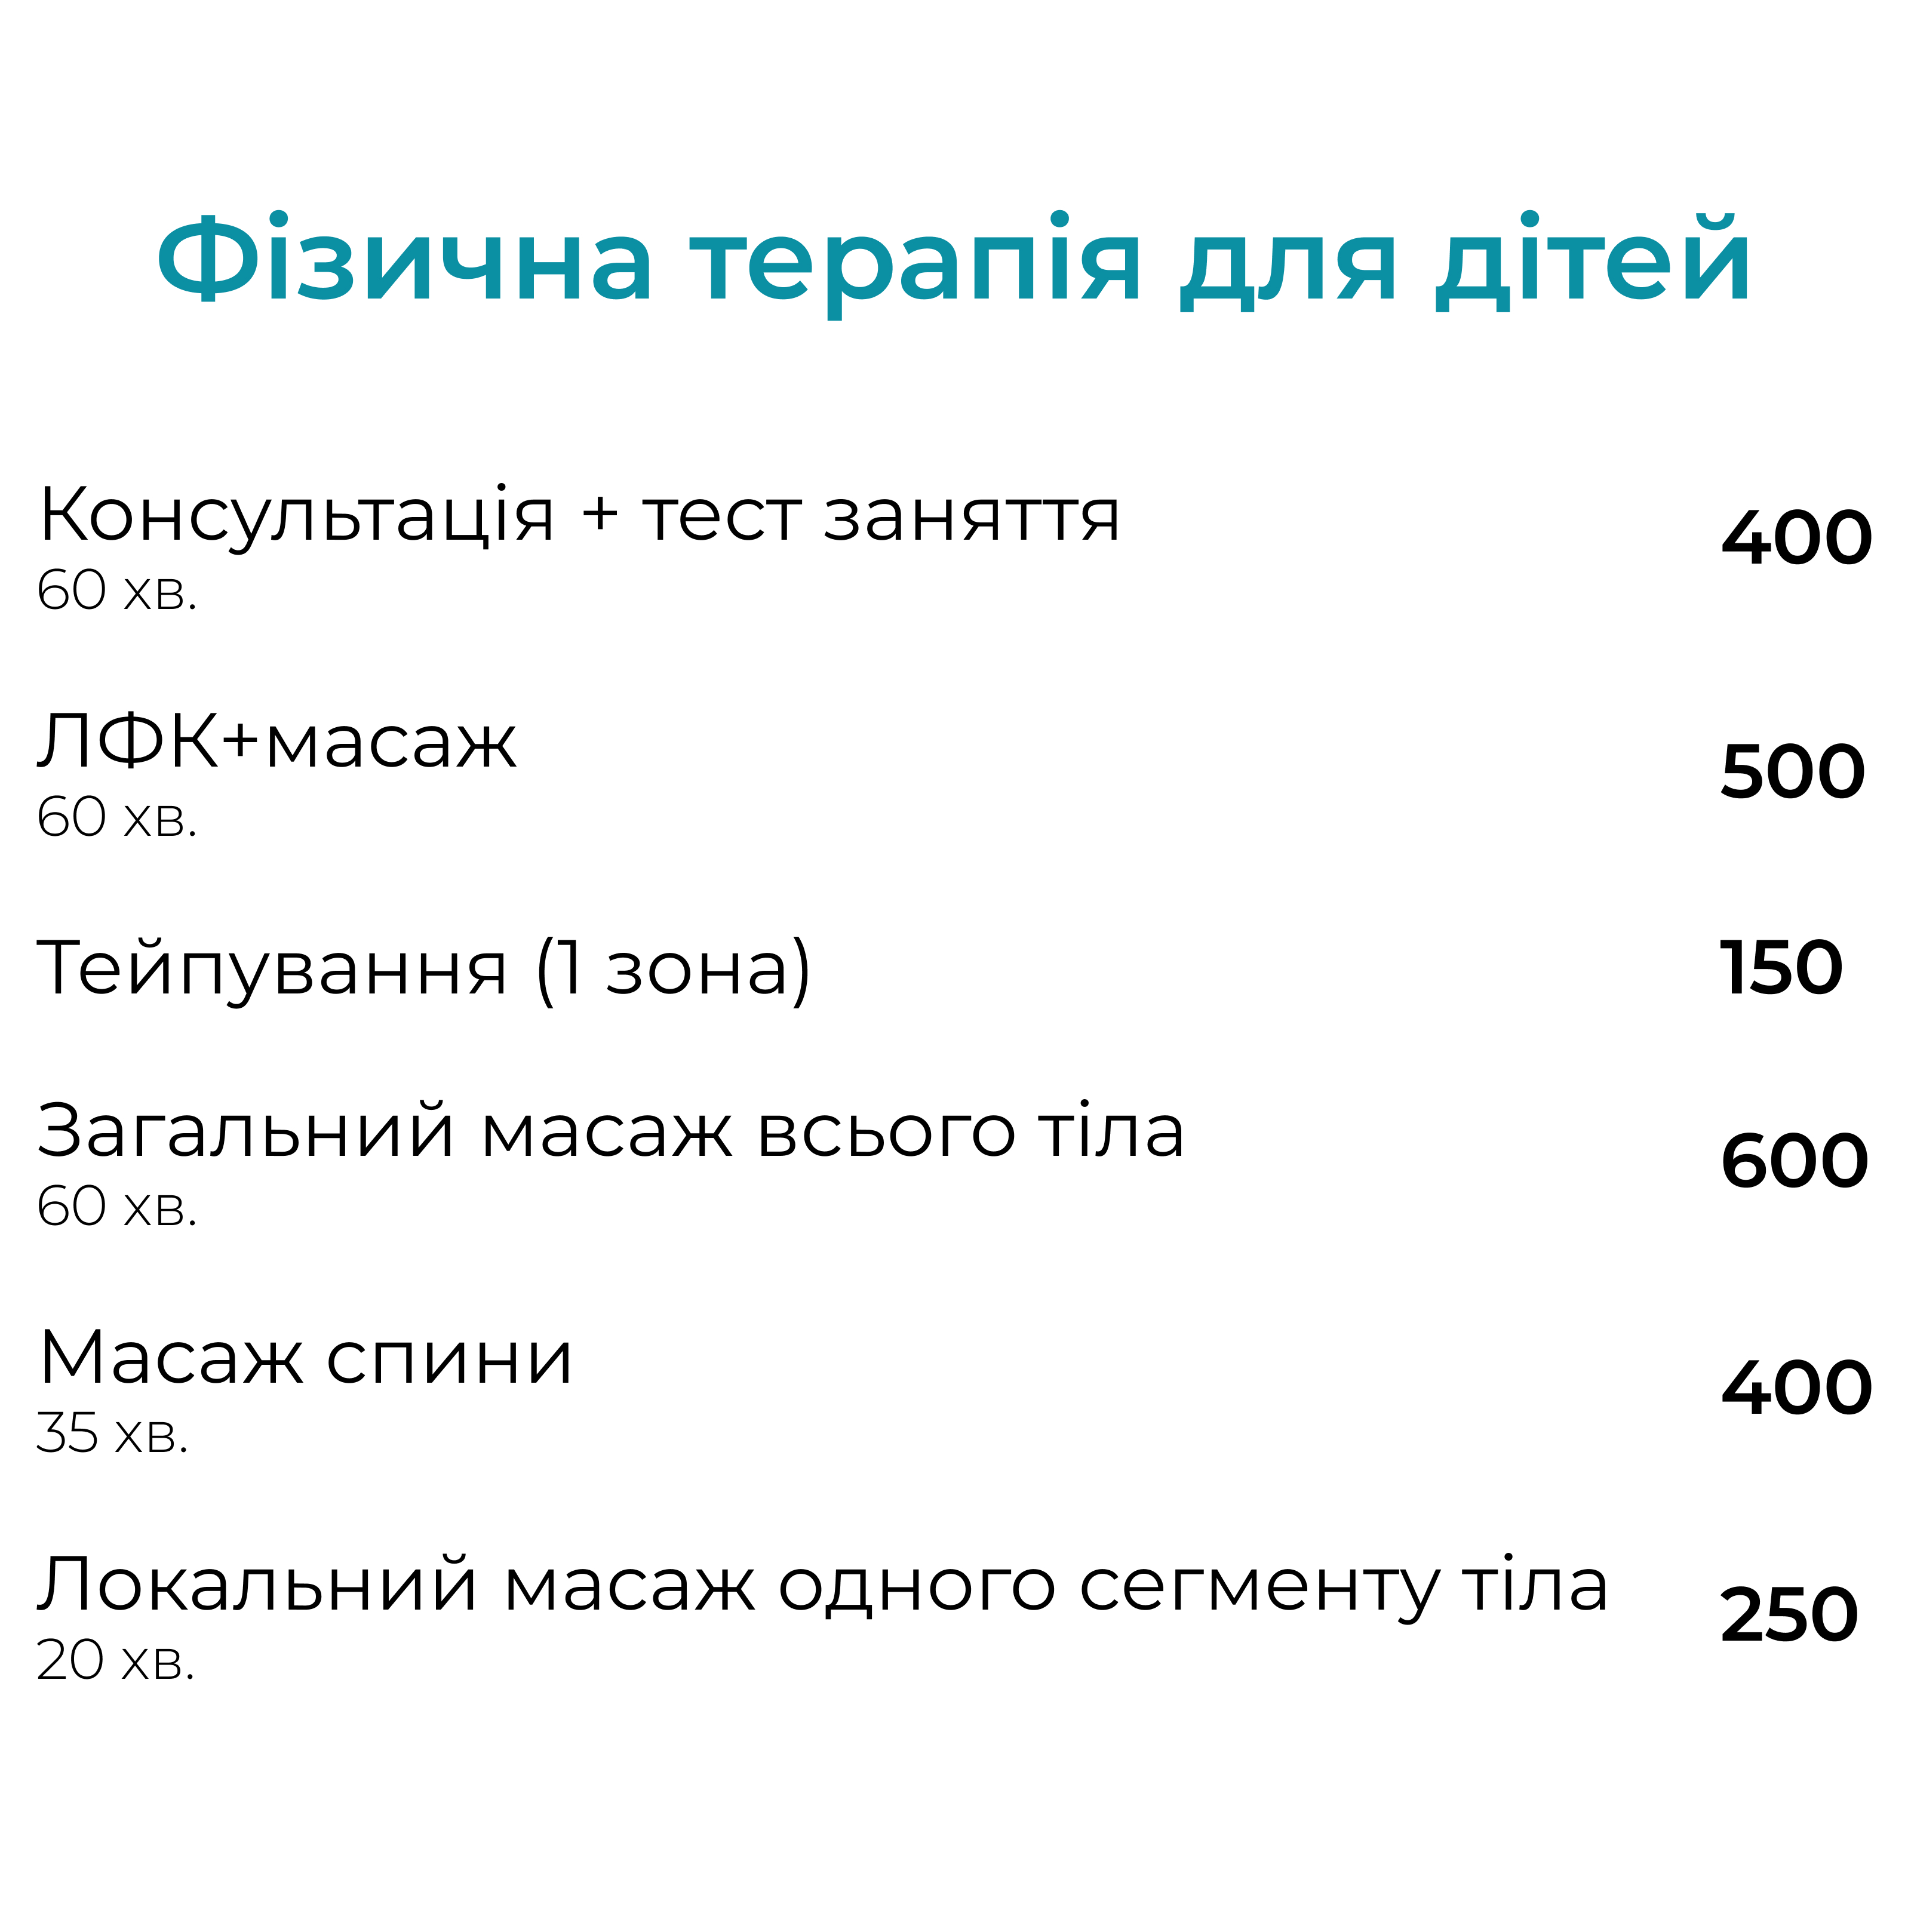 Фізична терапія для дітей
Консультація + тест заняття
400
60 хв.
ЛФК+масаж
500
60 хв.
Тейпування (1 зона)
150
Загальний масаж всього тіла
600
60 хв.
Масаж спини
400
35 хв.
Локальний масаж одного сегменту тіла
250
20 хв.